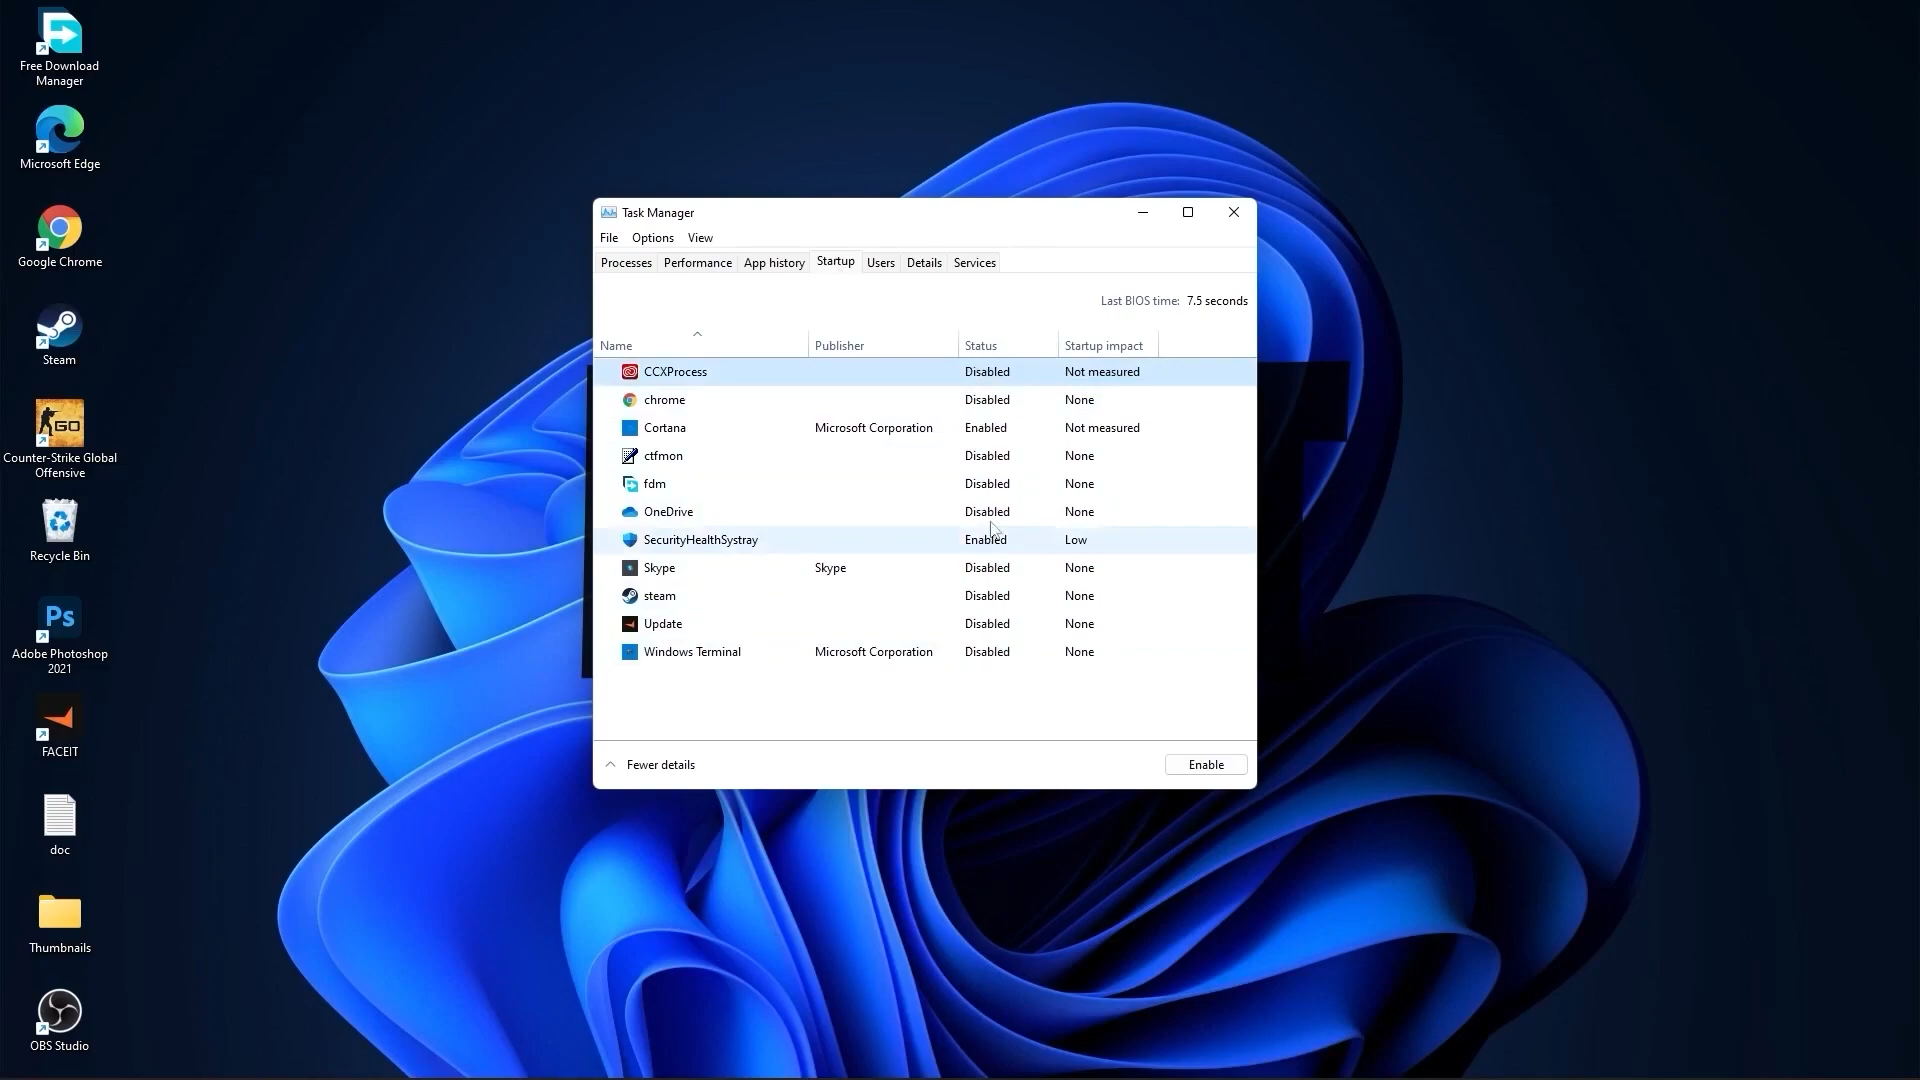 Free Download
Manager
Microsoft Edge
Google Chrome
Steam
GO
Counter-Strike Global
Offensive
Recycle Bin
Ps
Adobe Photoshop
2021
FACEIT
doc
Thumbnails
OBS Studio
Task Manager
File Options View
Processes Performance App history Startup Users Details Services
Last BIOS time: 7.5 seconds
Name Publisher Status Startup impact
CCXProcess Disabled Not measured
chrome Disabled None
Cortana Microsoft Corporation Enabled Not measured
ctfmon Disabled None
fdm Disabled None
OneDrive Disabled None
SecurityHealthSystray Enabled Low
Skype Skype Disabled None
steam Disabled None
Update Disabled None
Windows Terminal Microsoft Corporation Disabled None
Fewer details Enable